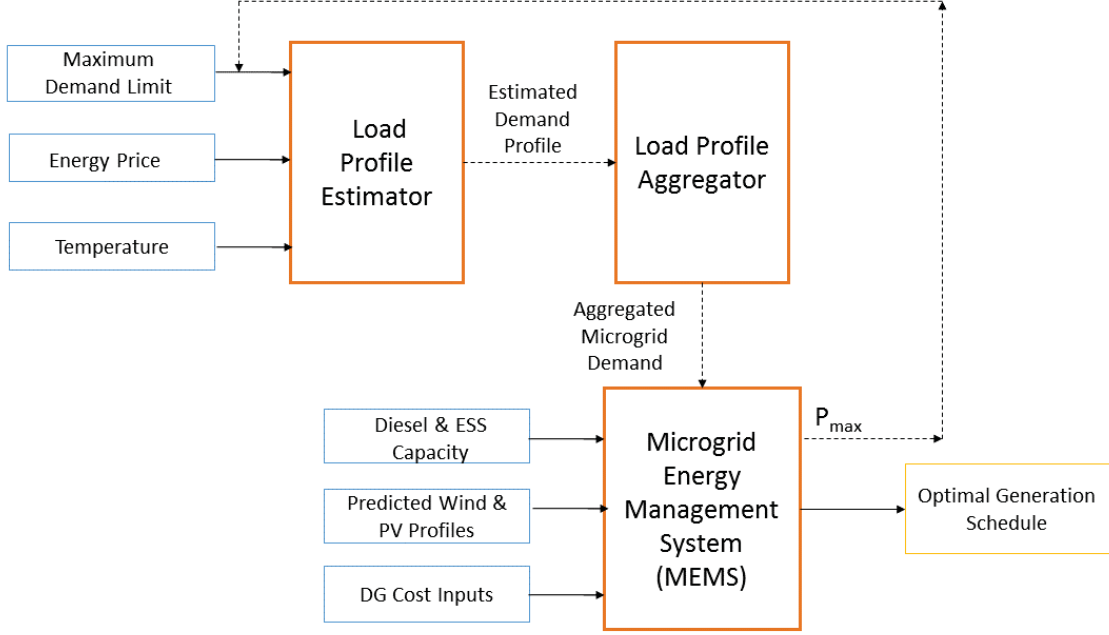 Maximum
Demand Limit
Energy Price
Temperature
Load
Profile
Estimator
Estimated
Demand
Profile
Load Profile
Aggregator
Aggregated
Microgrid
Demand
Diesel & ESS
Capacity
Predicted Wind &
PV Profiles
DG Cost Inputs
Microgrid
Energy
Management
System
(MEMS)
Pmax
Optimal Generation
Schedule